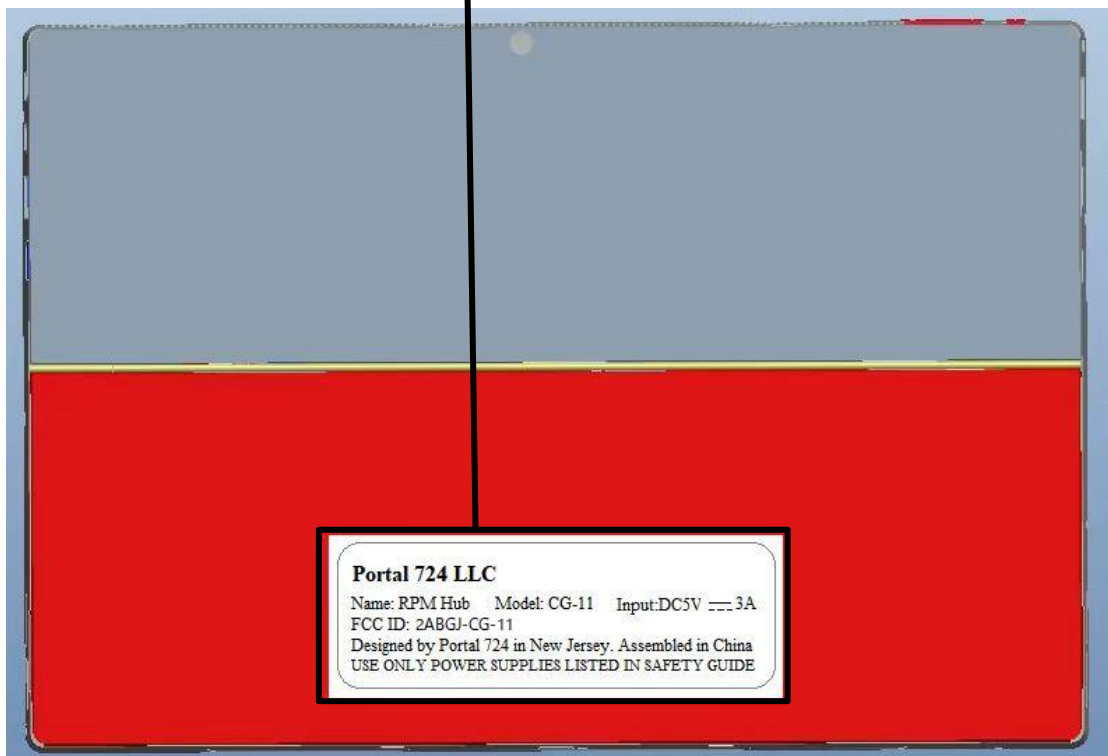 Portal 724 LLC
Name: RPM Hub Model: CG-11 Input:DC5V ⎓ 3A
FCC ID: 2ABGJ-CG-11
Designed by Portal 724 in New Jersey. Assembled in China
USE ONLY POWER SUPPLIES LISTED IN SAFETY GUIDE